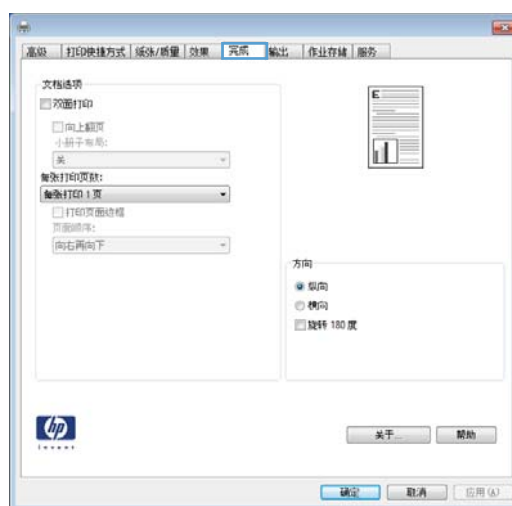 高级 打印快捷方式 纸张/质量 效果 完成 输出 作业存储 服务
文档选项
双面打印
向上翻页
小册子布局:
关
每张打印页数:
每张打印 1 页
打印页面边框
页面顺序:
向右再向下
E
方向
纵向
横向
旋转 180 度
hp
invent
关于... 帮助
确定 取消 应用(A)